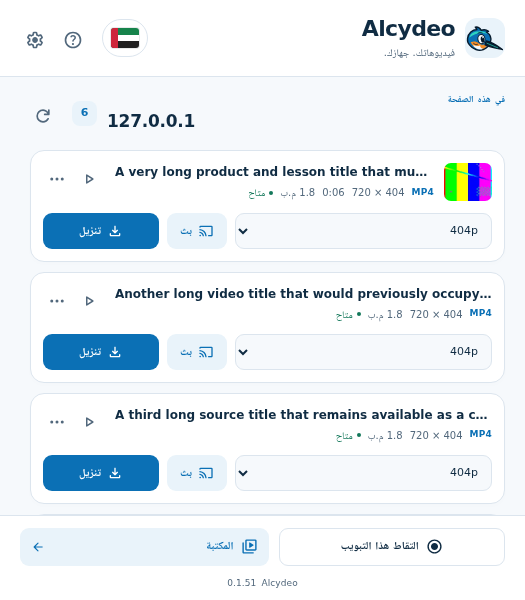 Alcydeo
فيديوهاتك. جهازك.
في هذه الصفحة
127.0.0.1
6
A very long product and lesson title that mu...
MP4 720 × 404 0:06 1.8 م.ب • متاح
404p
بث
تنزيل
Another long video title that would previously occupy...
MP4 720 × 404 1.8 م.ب • متاح
404p
بث
تنزيل
A third long source title that remains available as a c...
MP4 720 × 404 1.8 م.ب • متاح
404p
بث
تنزيل
التقاط هذا التبويب
المكتبة
0.1.51 Alcydeo